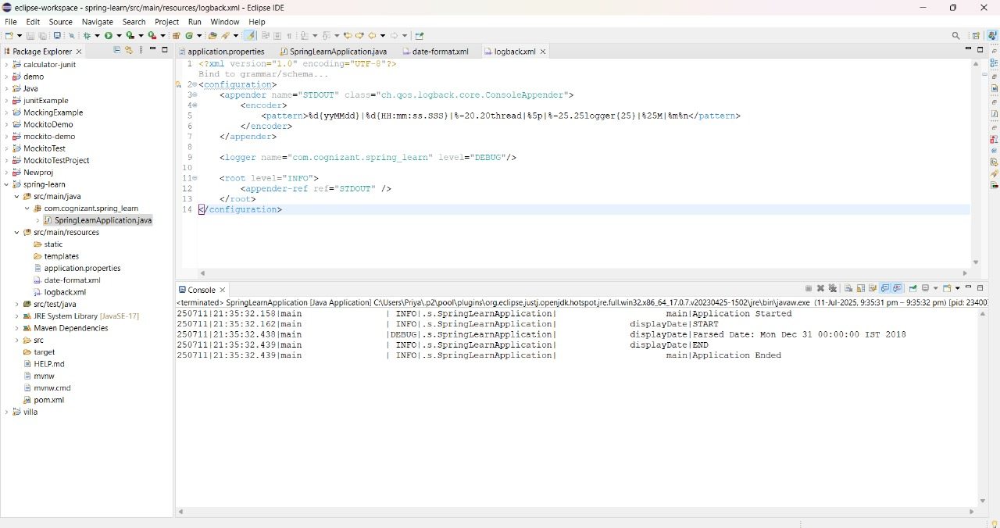 eclipse-workspace - spring-learn/src/main/resources/logback.xml - Eclipse IDE
File Edit Source Navigate Search Project Run Window Help
Package Explorer
calculator-junit
demo
Java
junitExample
MockingExample
MockitoDemo
mockito-demo
MockitoTest
MockitoTestProject
Newproj
spring-learn
src/main/java
com.cognizant.spring_learn
SpringLearnApplication.java
src/main/resources
static
templates
application.properties
date-format.xml
logback.xml
src/test/java
JRE System Library [JavaSE-17]
Maven Dependencies
src
target
HELP.md
mvnw
mvnw.cmd
pom.xml
villa
application.properties SpringLearnApplication.java date-format.xml logback.xml
1 <?xml version="1.0" encoding="UTF-8"?>
Bind to grammar/schema...
2 <configuration>
3 <appender name="STDOUT" class="ch.qos.logback.core.ConsoleAppender">
4 <encoder>
5 <pattern>%d{yyMMdd}|%d{HH:mm:ss.SSS}|%-20.20thread|%5p|%-25.25logger{25}|%25M|%m%n</pattern>
6 </encoder>
7 </appender>
8
9 <logger name="com.cognizant.spring_learn" level="DEBUG"/>
10
11 <root level="INFO">
12 <appender-ref ref="STDOUT" />
13 </root>
14 </configuration>
Console
<terminated> SpringLearnApplication [Java Application] C:\Users\Priya\.p2\pool\plugins\org.eclipse.justj.openjdk.hotspot.jre.full.win32.x86_64_17.0.7.v20230425-1502\jre\bin\javaw.exe (11-Jul-2025, 9:35:31 pm – 9:35:32 pm) [pid: 23400]
250711|21:35:32.158|main | INFO|.s.SpringLearnApplication| main|Application Started
250711|21:35:32.162|main | INFO|.s.SpringLearnApplication| displayDate|START
250711|21:35:32.438|main |DEBUG|.s.SpringLearnApplication| displayDate|Parsed Date: Mon Dec 31 00:00:00 IST 2018
250711|21:35:32.439|main | INFO|.s.SpringLearnApplication| displayDate|END
250711|21:35:32.439|main | INFO|.s.SpringLearnApplication| main|Application Ended